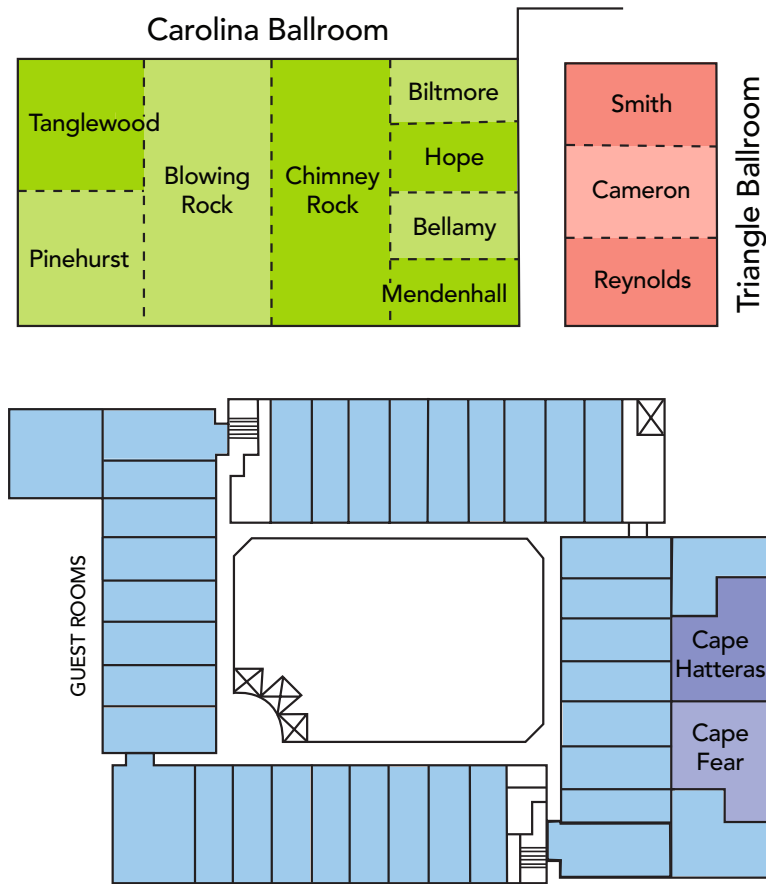 Carolina Ballroom
Tanglewood
Pinehurst
Blowing
Rock
Chimney
Rock
Biltmore
Hope
Bellamy
Mendenhall
Smith
Cameron
Reynolds
Triangle Ballroom
GUEST ROOMS
Cape
Hatteras
Cape
Fear